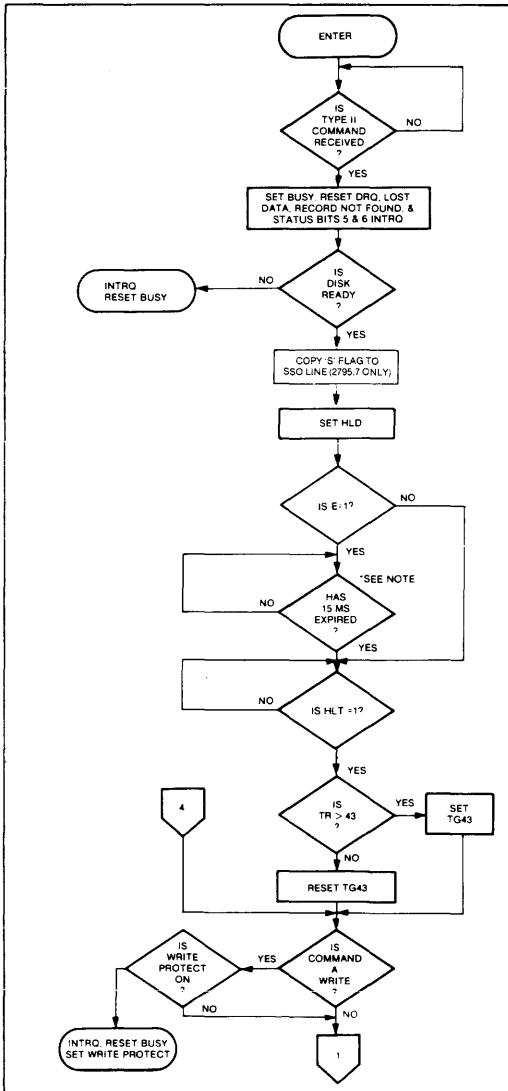 ENTER
IS
TYPE II
COMMAND
RECEIVED
?
NO
YES
SET BUSY, RESET DRQ, LOST
DATA, RECORD NOT FOUND, &
STATUS BITS 5 & 6 INTRQ
INTRQ
RESET BUSY
NO
IS
DISK
READY
?
YES
COPY 'S' FLAG TO
SSO LINE (2795.7 ONLY)
SET HLD
IS E=1?
NO
YES
*SEE NOTE
HAS
15 MS
EXPIRED
?
NO
YES
IS HLT =1?
NO
YES
4
IS
TR > 43
?
YES
SET
TG43
NO
RESET TG43
IS
WRITE
PROTECT
ON
?
YES
IS
COMMAND
A
WRITE
?
NO
NO
INTRQ, RESET BUSY
SET WRITE PROTECT
1